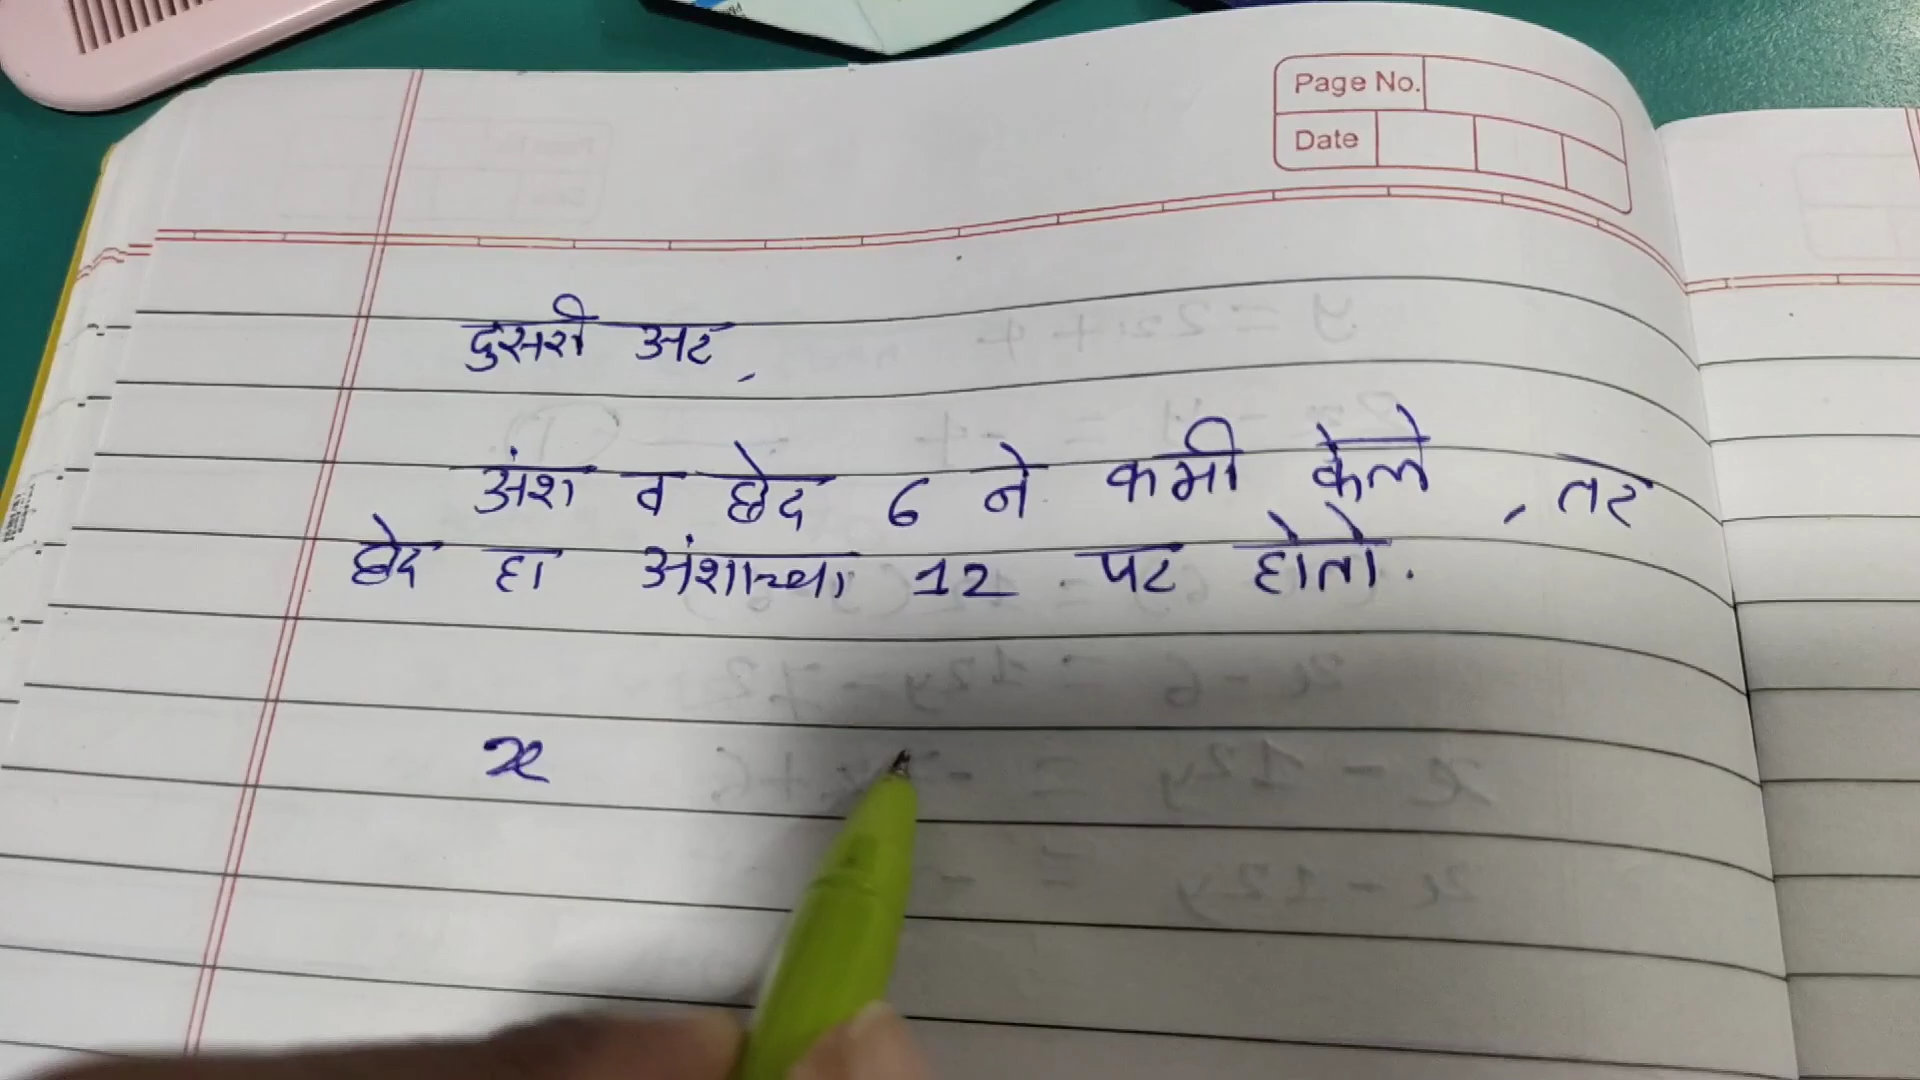 Page No.
Date
दुसरी अट,
अंश व छेद 6 ने कमी केले, तर
छेद हा अंशाच्या 12 पट होतो.
x